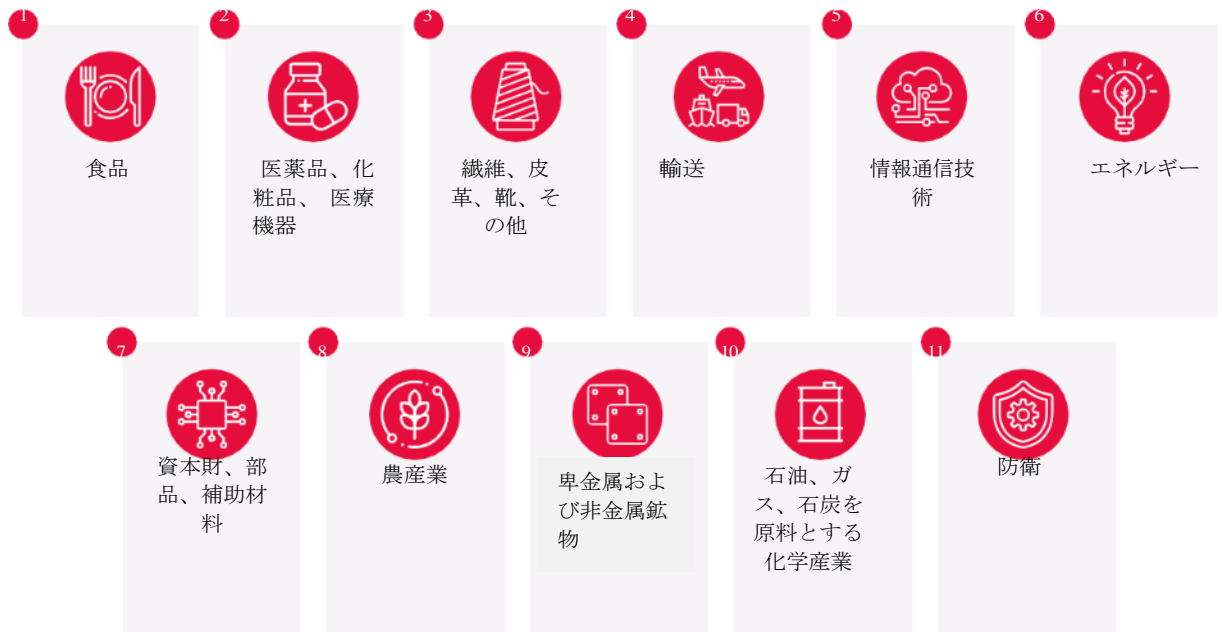 1
2
3
4
5
6
食品
医薬品、化
粧品、 医療
機器
繊維、皮
革、靴、そ
の他
輸送
情報通信技
術
エネルギー
7
8
9
10
11
資本財、部
品、補助材
料
農産業
卑金属およ
び非金属鉱
物
石油、ガ
ス、石炭を
原料とする
化学産業
防衛